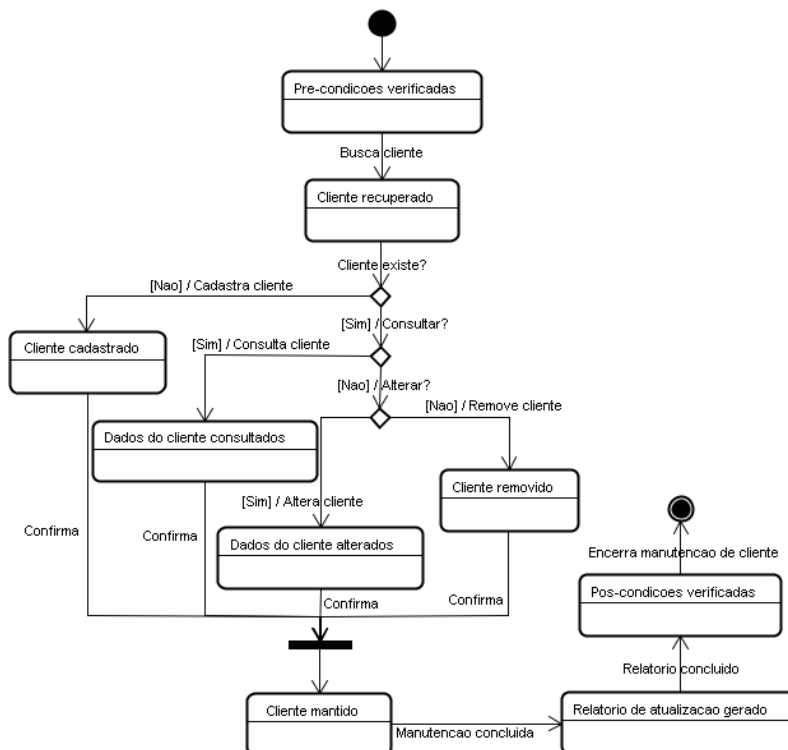 Pre-condicoes verificadas
Busca cliente
Cliente recuperado
Cliente existe?
[Nao] / Cadastra cliente
[Sim] / Consultar?
Cliente cadastrado
[Sim] / Consulta cliente
[Nao] / Alterar?
[Nao] / Remove cliente
Dados do cliente consultados
Cliente removido
[Sim] / Altera cliente
Confirma
Confirma
Dados do cliente alterados
Encerra manutencao de cliente
Pos-condicoes verificadas
Confirma
Confirma
Relatorio concluido
Cliente mantido
Manutencao concluida
Relatorio de atualizacao gerado